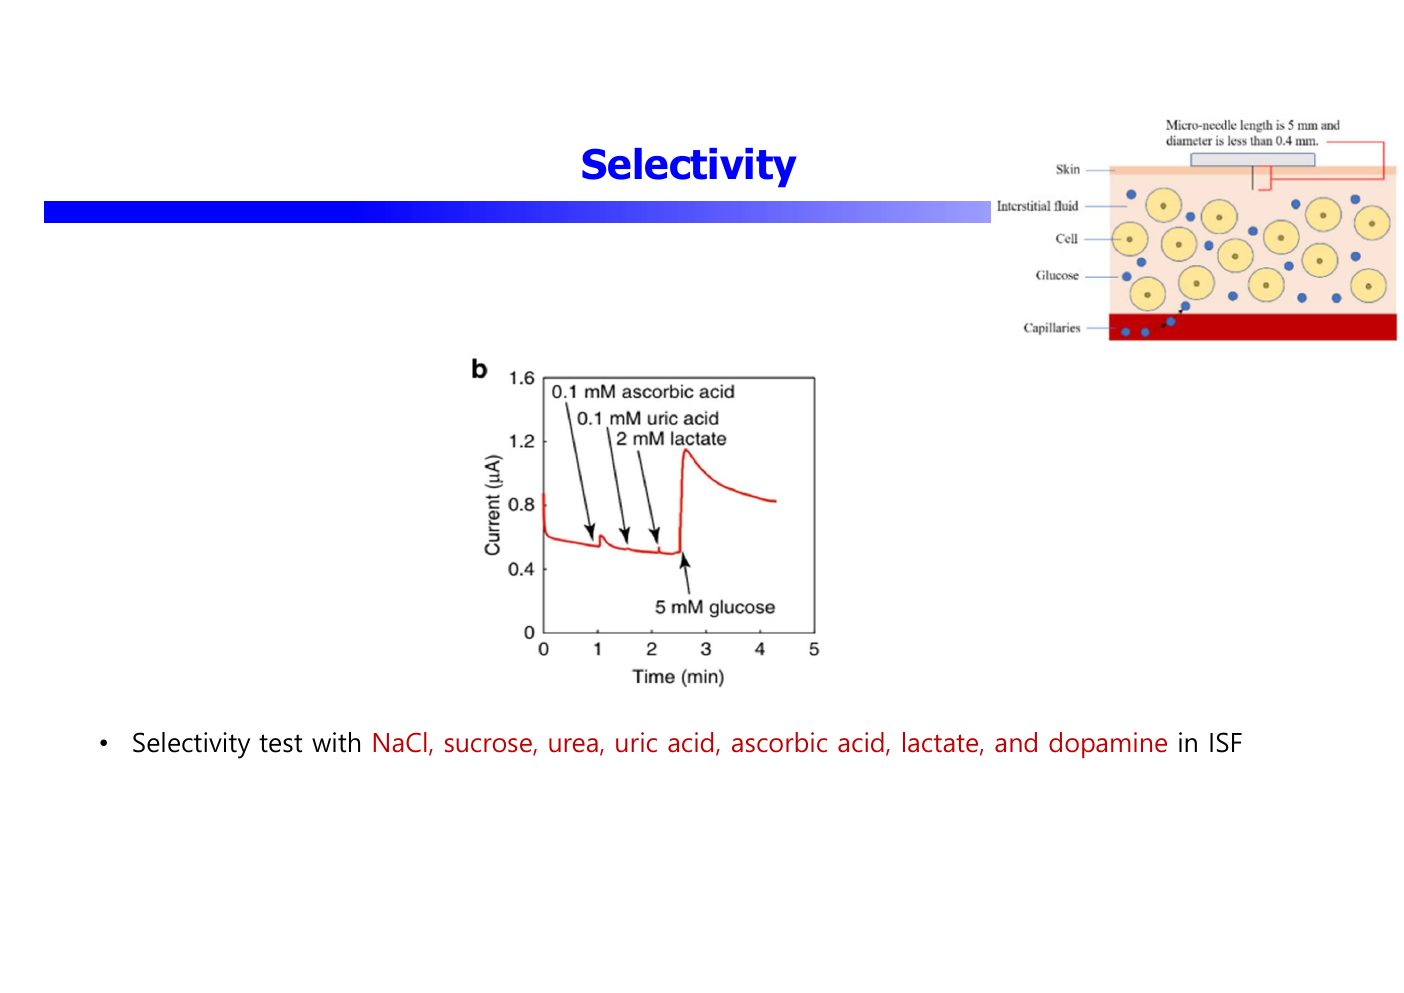 Selectivity
Micro-needle length is 5 mm and
diameter is less than 0.4 mm.
Skin
Interstitial fluid
Cell
Glucose
Capillaries
b
1.6
1.2
0.8
0.4
0
Current (μA)
0.1 mM ascorbic acid
0.1 mM uric acid
2 mM lactate
5 mM glucose
0 1 2 3 4 5
Time (min)
• Selectivity test with NaCl, sucrose, urea, uric acid, ascorbic acid, lactate, and dopamine in ISF